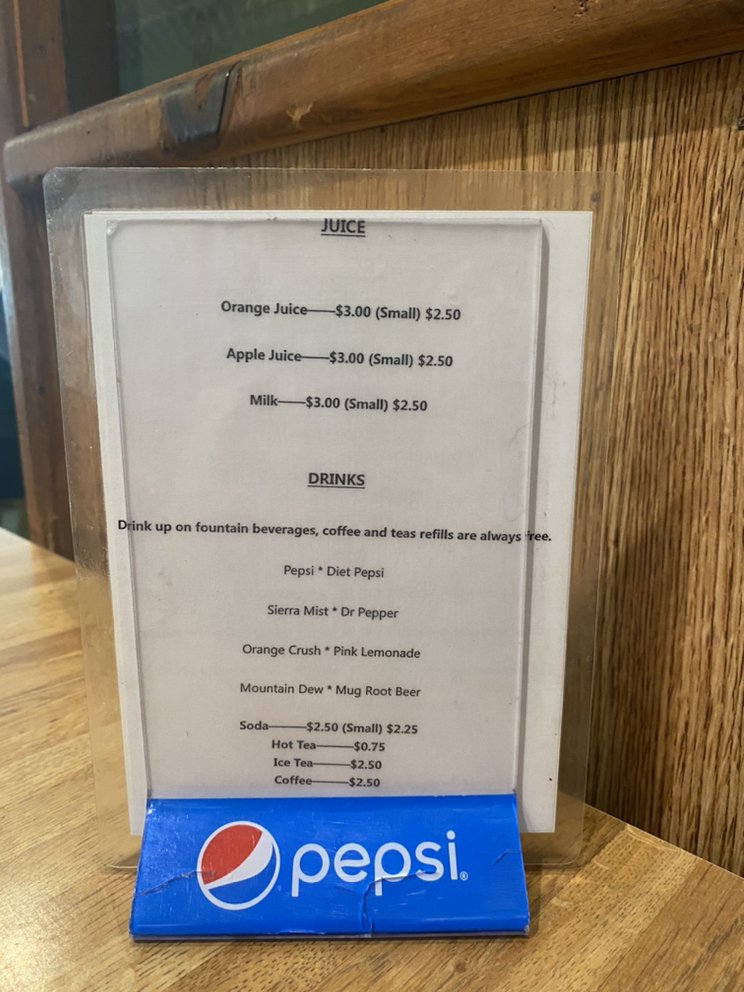 JUICE
Orange Juice——$3.00 (Small) $2.50
Apple Juice——$3.00 (Small) $2.50
Milk——$3.00 (Small) $2.50
DRINKS
Drink up on fountain beverages, coffee and teas refills are always free.
Pepsi * Diet Pepsi
Sierra Mist * Dr Pepper
Orange Crush * Pink Lemonade
Mountain Dew * Mug Root Beer
Soda———$2.50 (Small) $2.25
Hot Tea———$0.75
Ice Tea———$2.50
Coffee———$2.50
pepsi®